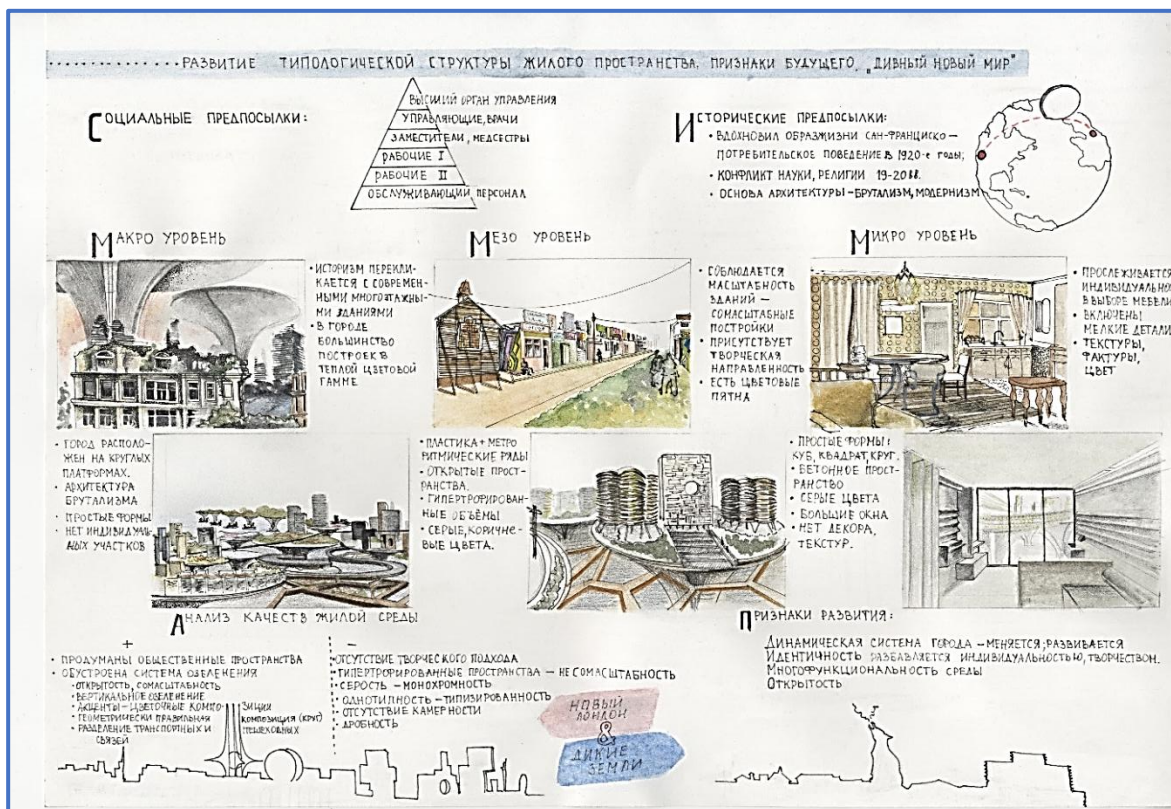 РАЗВИТИЕ ТИПОЛОГИЧЕСКОЙ СТРУКТУРЫ ЖИЛОГО ПРОСТРАНСТВА. ПРИЗНАКИ БУДУЩЕГО. „ДИВНЫЙ НОВЫЙ МИР"
СОЦИАЛЬНЫЕ ПРЕДПОСЫЛКИ:
ВЫСШИЙ ОРГАН УПРАВЛЕНИЯ
УПРАВЛЯЮЩИЕ, ВРАЧИ
ЗАМЕСТИТЕЛИ, МЕДСЕСТРЫ
РАБОЧИЕ I
РАБОЧИЕ II
ОБСЛУЖИВАЮЩИЙ ПЕРСОНАЛ
ИСТОРИЧЕСКИЕ ПРЕДПОСЫЛКИ:
• ВДОХНОВИЛ ОБРАЗ ЖИЗНИ САН-ФРАНЦИСКО –
ПОТРЕБИТЕЛЬСКОЕ ПОВЕДЕНИЕ В 1920-е ГОДЫ;
• КОНФЛИКТ НАУКИ, РЕЛИГИИ 19-20 ВВ.
• ОСНОВА АРХИТЕКТУРЫ – БРУТАЛИЗМ, МОДЕРНИЗМ
МАКРО УРОВЕНЬ
• ИСТОРИЗМ ПЕРЕКЛИ-
КАЕТСЯ С СОВРЕМЕН-
НЫМИ МНОГОЭТАЖНЫ-
МИ ЗДАНИЯМИ
• В ГОРОДЕ
БОЛЬШИНСТВО
ПОСТРОЕК В
ТЕПЛОЙ ЦВЕТОВОЙ
ГАММЕ
• ГОРОД РАСПОЛО-
ЖЕН НА КРУГЛЫХ
ПЛАТФОРМАХ.
• АРХИТЕКТУРА
БРУТАЛИЗМА
• ПРОСТЫЕ ФОРМЫ
НЕТ ИНДИВИДУАЛЬ-
НЫХ УЧАСТКОВ
МЕЗО УРОВЕНЬ
• СОБЛЮДАЕТСЯ
МАСШТАБНОСТЬ
ЗДАНИЙ –
СОМАСШТАБНЫЕ
ПОСТРОЙКИ
• ПРИСУТСТВУЕТ
ТВОРЧЕСКАЯ
НАПРАВЛЕННОСТЬ
• ЕСТЬ ЦВЕТОВЫЕ
ПЯТНА
• ПЛАСТИКА + МЕТРО
РИТМИЧЕСКИЕ РЯДЫ
• ОТКРЫТЫЕ ПРОСТ-
РАНСТВА.
• ГИПЕРТРОФИРОВАН-
НЫЕ ОБЪЁМЫ
• СЕРЫЕ, КОРИЧНЕ-
ВЫЕ ЦВЕТА.
МИКРО УРОВЕНЬ
• ПРОСЛЕЖИВАЕТСЯ
ИНДИВИДУАЛЬНО
В ВЫБОРЕ МЕБЕЛИ
• ВКЛЮЧЕНЫ
МЕЛКИЕ ДЕТАЛИ
• ТЕКСТУРЫ,
ФАКТУРЫ,
ЦВЕТ
• ПРОСТЫЕ ФОРМЫ:
КУБ, КВАДРАТ, КРУГ.
• БЕТОННОЕ ПРОСТ-
РАНСТВО
• СЕРЫЕ ЦВЕТА
• БОЛЬШИЕ ОКНА
• НЕТ ДЕКОРА,
ТЕКСТУР.
АНАЛИЗ КАЧЕСТВ ЖИЛОЙ СРЕДЫ
+
• ПРОДУМАНЫ ОБЩЕСТВЕННЫЕ ПРОСТРАНСТВА
• ОБУСТРОЕНА СИСТЕМА ОЗЕЛЕНЕНИЯ
• ОТКРЫТОСТЬ, СОМАСШТАБНОСТЬ
• ВЕРТИКАЛЬНОЕ ОЗЕЛЕНЕНИЕ
• АКЦЕНТЫ – ЦВЕТОЧНЫЕ КОМПО-ЗИЦИИ
• ГЕОМЕТРИЧЕСКИ ПРАВИЛЬНАЯ КОМПОЗИЦИЯ (КРУГ)
• РАЗДЕЛЕНИЕ ТРАНСПОРТНЫХ И ПЕШЕХОДНЫХ
СВЯЗЕЙ
–
• ОТСУТСТВИЕ ТВОРЧЕСКОГО ПОДХОДА
• ГИПЕРТРФИРОВАННЫЕ ПРОСТРАНСТВА – НЕ СОМАСШТАБНОСТЬ
• СЕРОСТЬ – МОНОХРОМНОСТЬ
• ОДНОТИПНОСТЬ – ТИПИЗИРОВАННОСТЬ
• ОТСУТСТВИЕ КАМЕРНОСТИ
• ДРОБНОСТЬ
НОВЫЙ
ЛОНДОН
&
ДИКИЕ
ЗЕМЛИ
ПРИЗНАКИ РАЗВИТИЯ:
ДИНАМИЧЕСКАЯ СИСТЕМА ГОРОДА – МЕНЯЕТСЯ; РАЗВИВАЕТСЯ
ИДЕНТИЧНОСТЬ РАЗБАВЛЯЕТСЯ ИНДИВИДУАЛЬНОСТЬЮ, ТВОРЧЕСТВОМ.
МНОГОФУНКЦИОНАЛЬНОСТЬ СРЕДЫ
ОТКРЫТОСТЬ